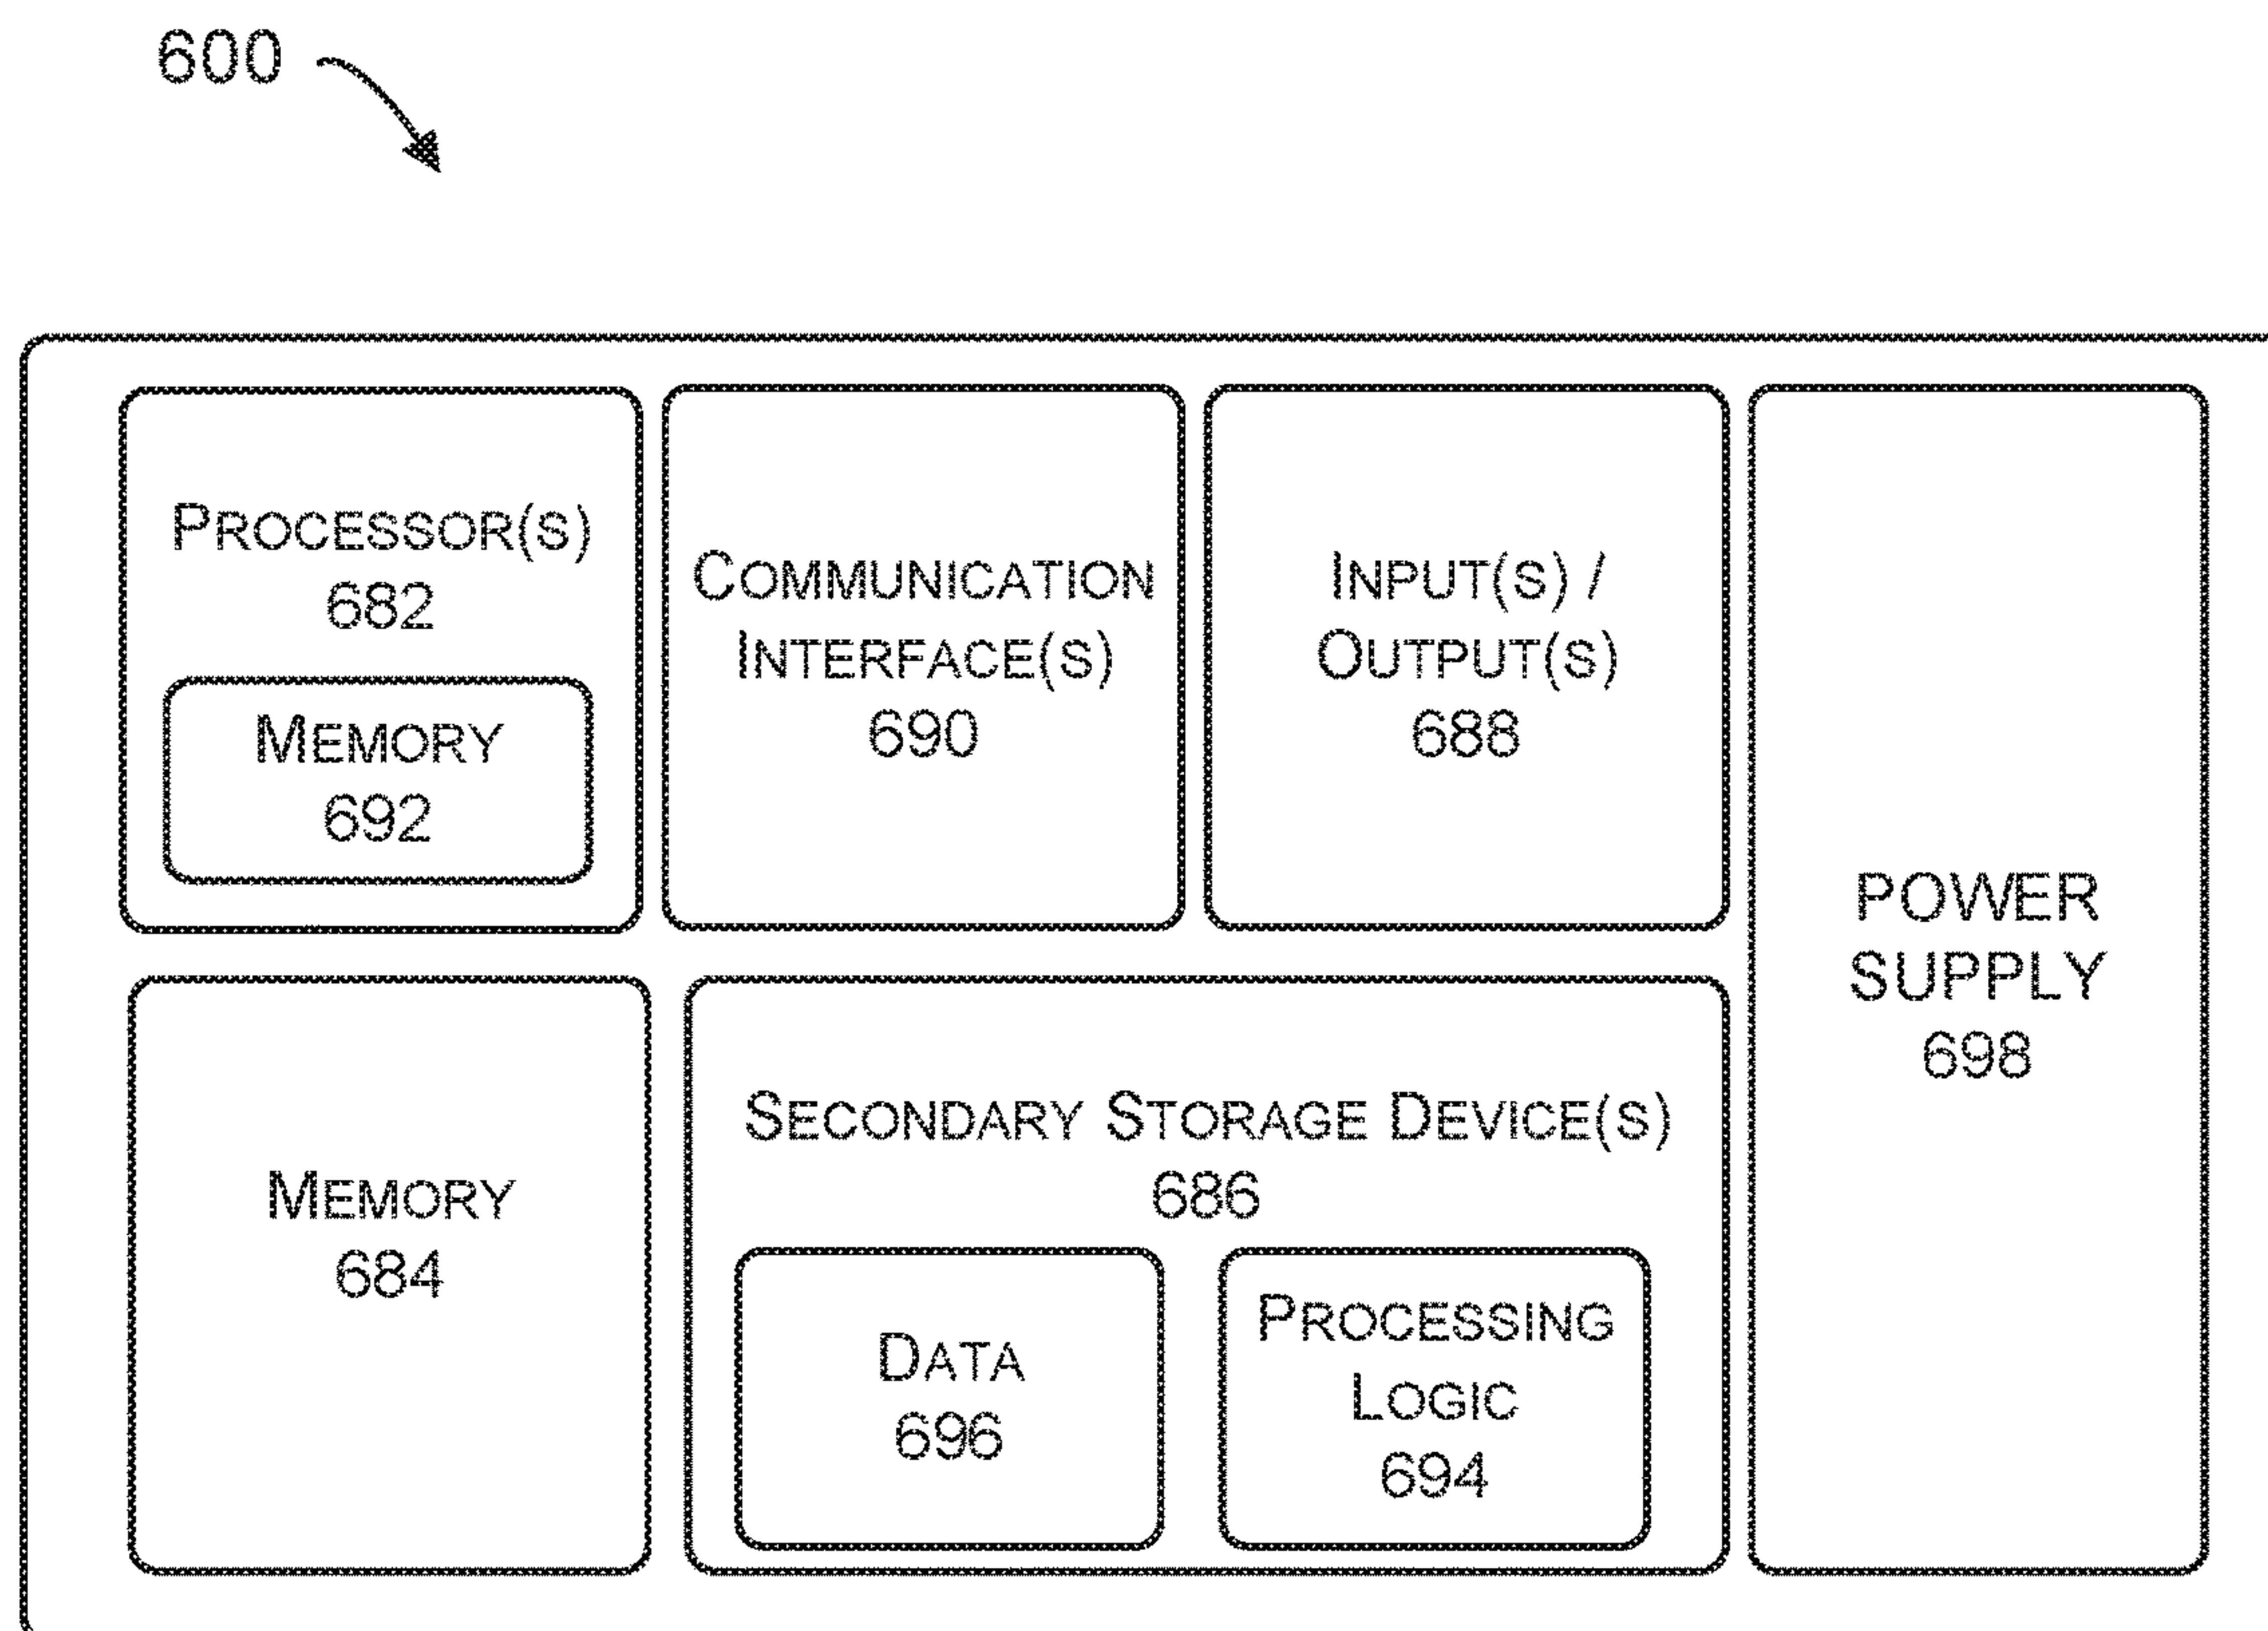 600
PROCESSOR(S)
682
MEMORY
692
COMMUNICATION
INTERFACE(S)
690
INPUT(S) /
OUTPUT(S)
688
POWER
SUPPLY
698
MEMORY
684
SECONDARY STORAGE DEVICE(S)
686
DATA
696
PROCESSING
LOGIC
694